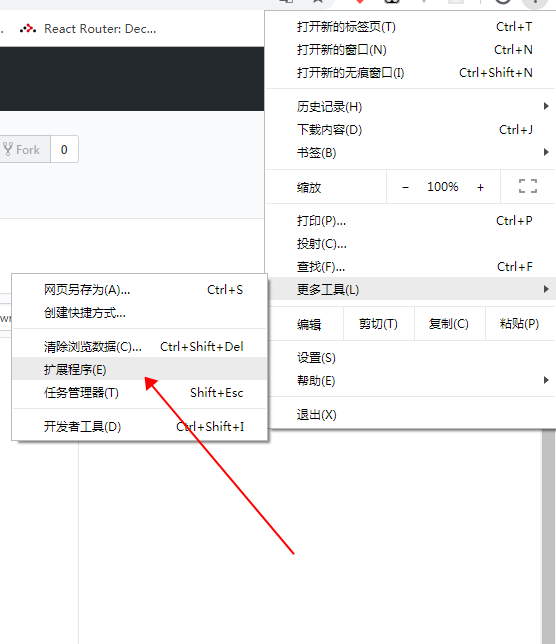 React Router: Dec...
打开新的标签页(T) Ctrl+T
打开新的窗口(N) Ctrl+N
打开新的无痕窗口(I) Ctrl+Shift+N
历史记录(H)
下载内容(D) Ctrl+J
书签(B)
Fork 0
缩放 − 100% +
打印(P)... Ctrl+P
投射(C)...
查找(F)... Ctrl+F
更多工具(L)
编辑 剪切(T) 复制(C) 粘贴(P)
设置(S)
帮助(E)
退出(X)
网页另存为(A)... Ctrl+S
创建快捷方式...
清除浏览数据(C)... Ctrl+Shift+Del
扩展程序(E)
任务管理器(T) Shift+Esc
开发者工具(D) Ctrl+Shift+I